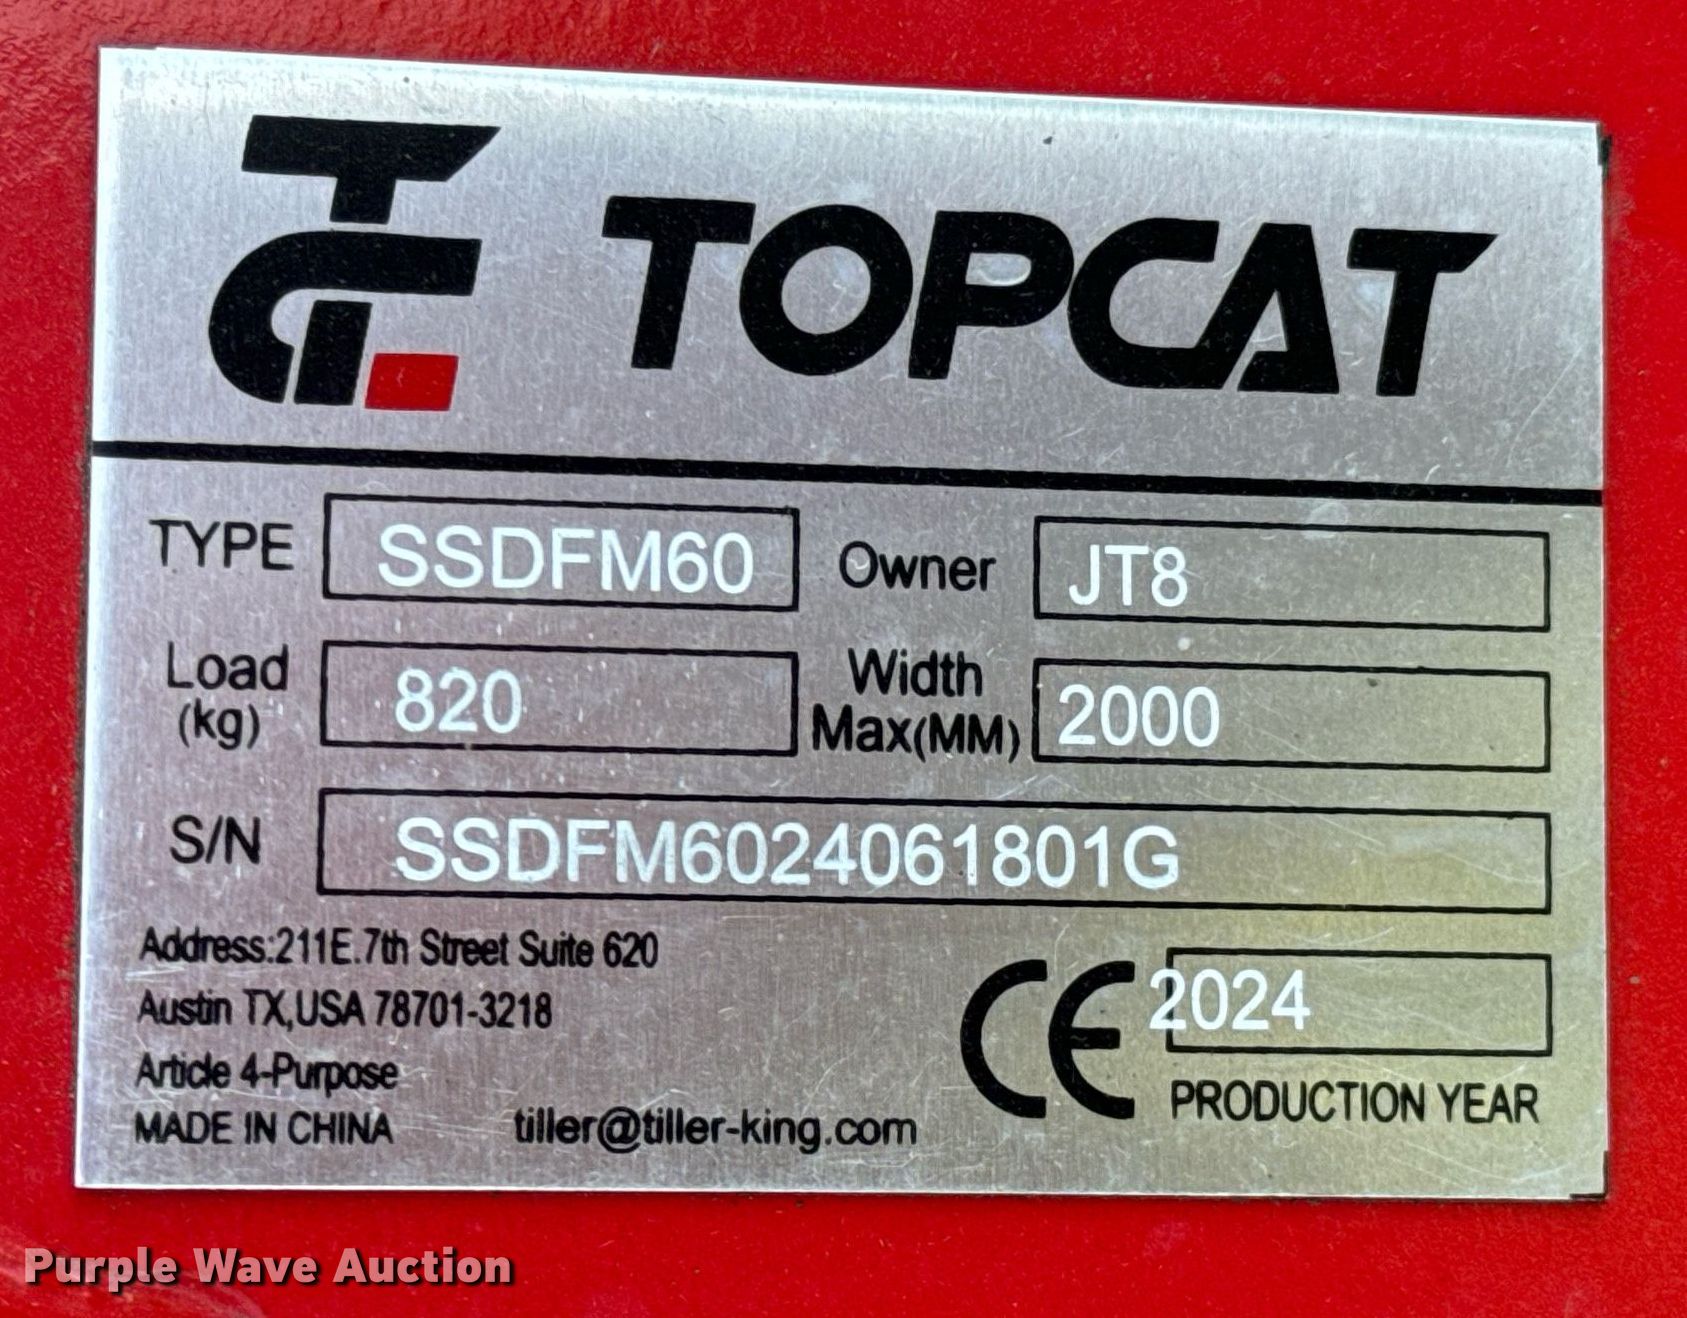 TOPCAT
TYPE SSDFM60 Owner JT8
Load (kg) 820 Width Max(MM) 2000
S/N SSDFM6024061801G
Address:211E.7th Street Suite 620
Austin TX,USA 78701-3218
Article 4-Purpose
MADE IN CHINA tiller@tiller-king.com
CE 2024
PRODUCTION YEAR
Purple Wave Auction